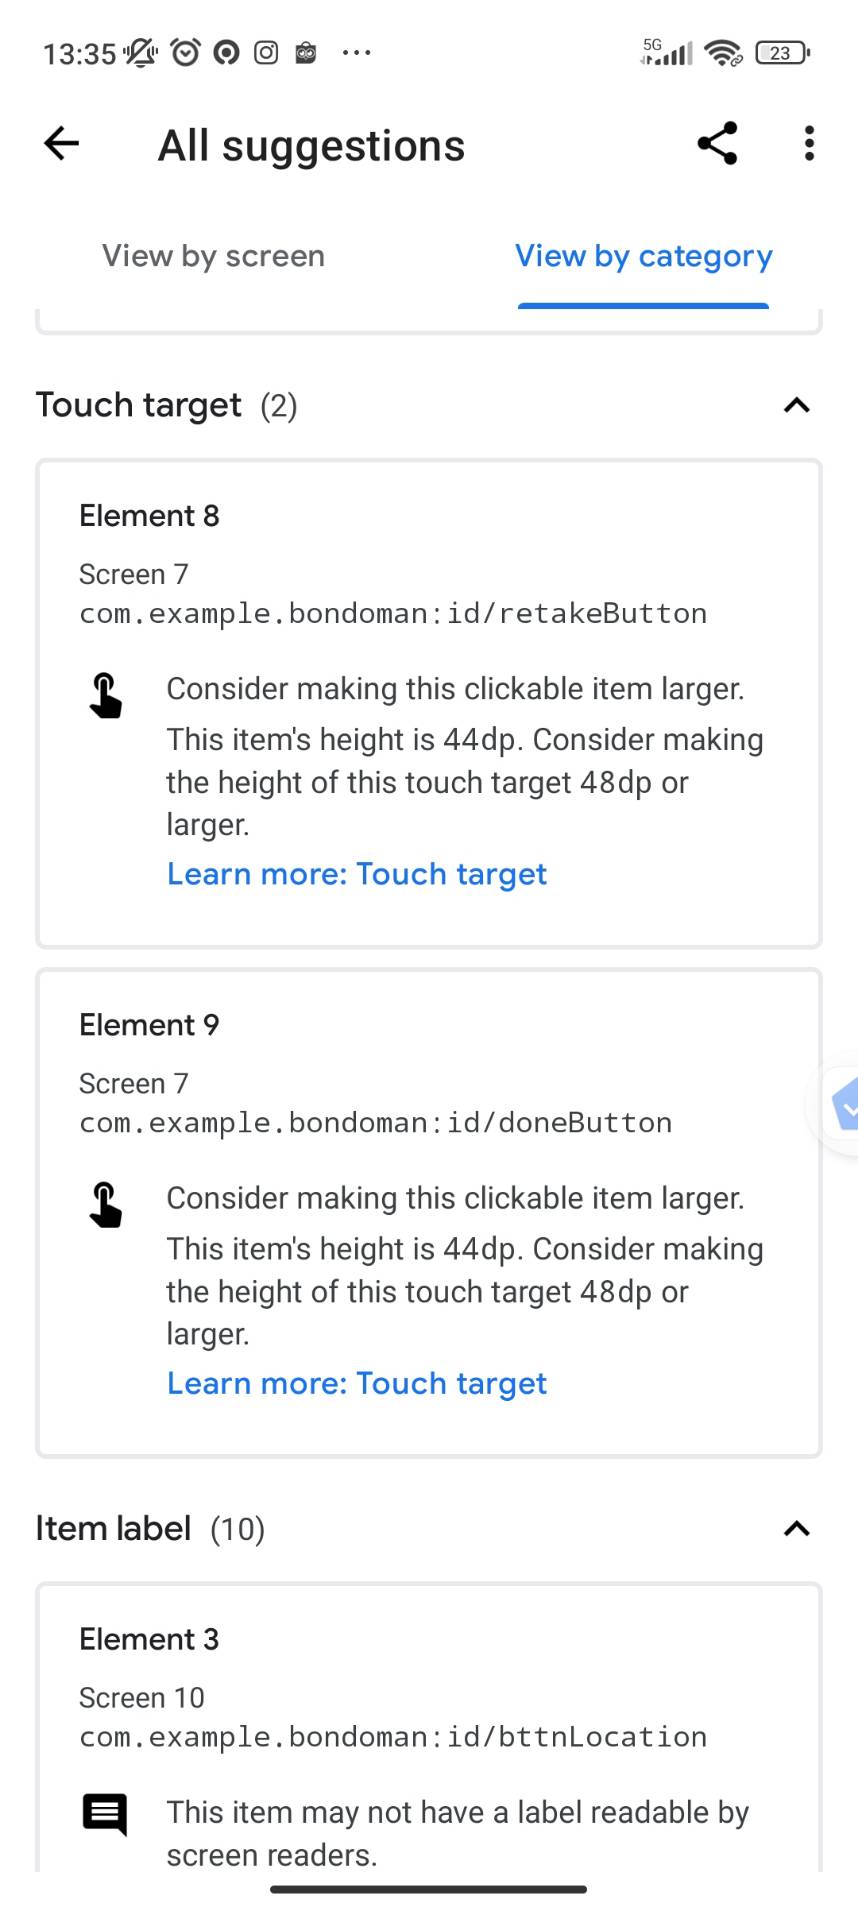 13:35
5G
23
All suggestions
View by screen
View by category
Touch target (2)
Element 8
Screen 7
com.example.bondoman:id/retakeButton
Consider making this clickable item larger.
This item's height is 44dp. Consider making
the height of this touch target 48dp or
larger.
Learn more: Touch target
Element 9
Screen 7
com.example.bondoman:id/doneButton
Consider making this clickable item larger.
This item's height is 44dp. Consider making
the height of this touch target 48dp or
larger.
Learn more: Touch target
Item label (10)
Element 3
Screen 10
com.example.bondoman:id/bttnLocation
This item may not have a label readable by
screen readers.